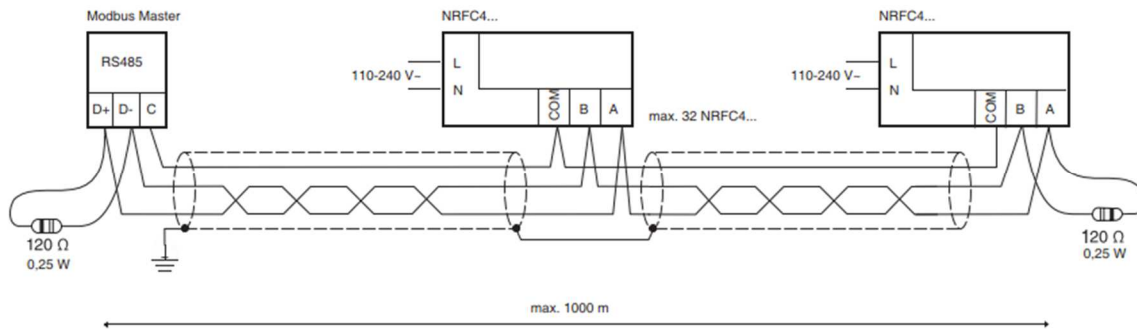 Modbus Master
NRFC4...
NRFC4...
RS485
D+ D- C
110-240 V~
L
N
COM B A
max. 32 NRFC4...
110-240 V~
L
N
COM B A
120 Ω
0,25 W
120 Ω
0,25 W
max. 1000 m